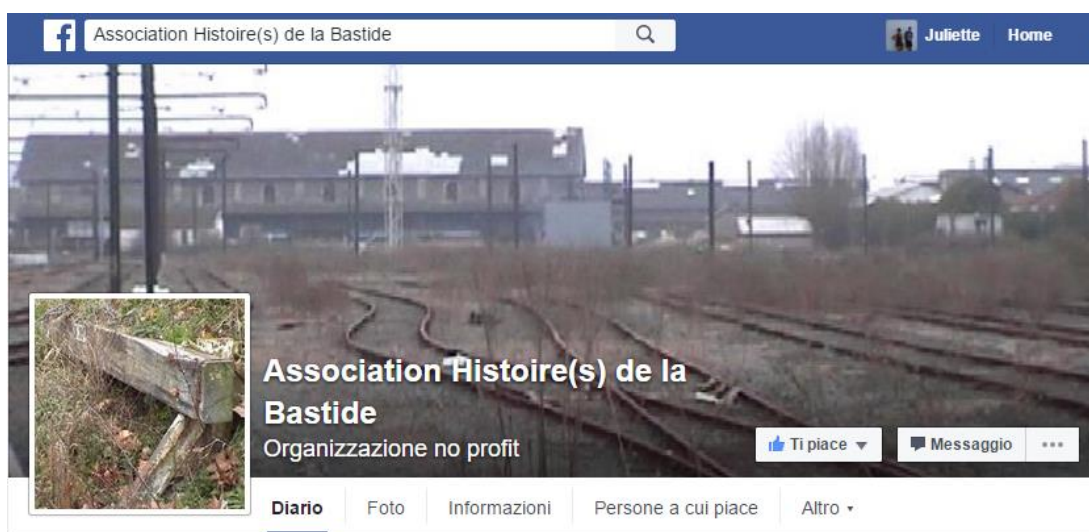 Association Histoire(s) de la Bastide
Juliette Home
Association Histoire(s) de la
Bastide
Organizzazione no profit
Ti piace
Messaggio
Diario Foto Informazioni Persone a cui piace Altro